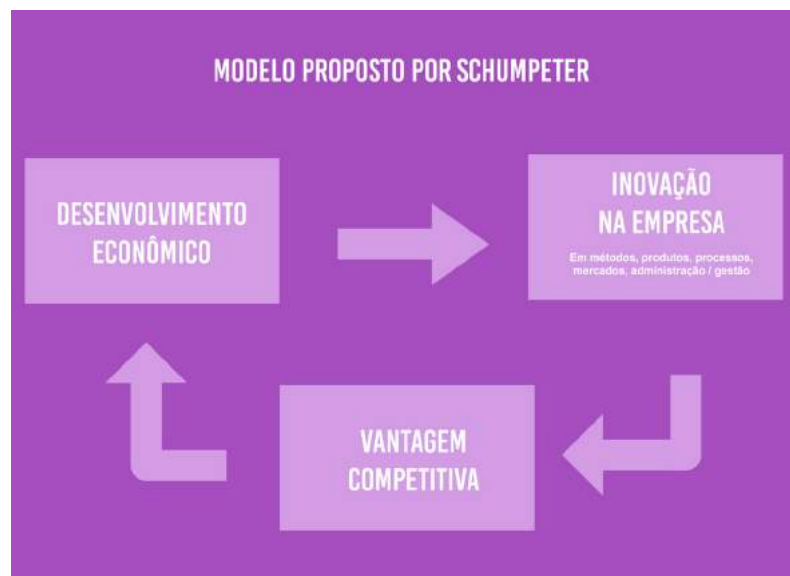 MODELO PROPOSTO POR SCHUMPETER
DESENVOLVIMENTO
ECONÔMICO
INOVAÇÃO
NA EMPRESA
Em métodos, produtos, processos,
mercados, administração / gestão
VANTAGEM
COMPETITIVA